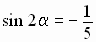 sin 2α = − 1/5